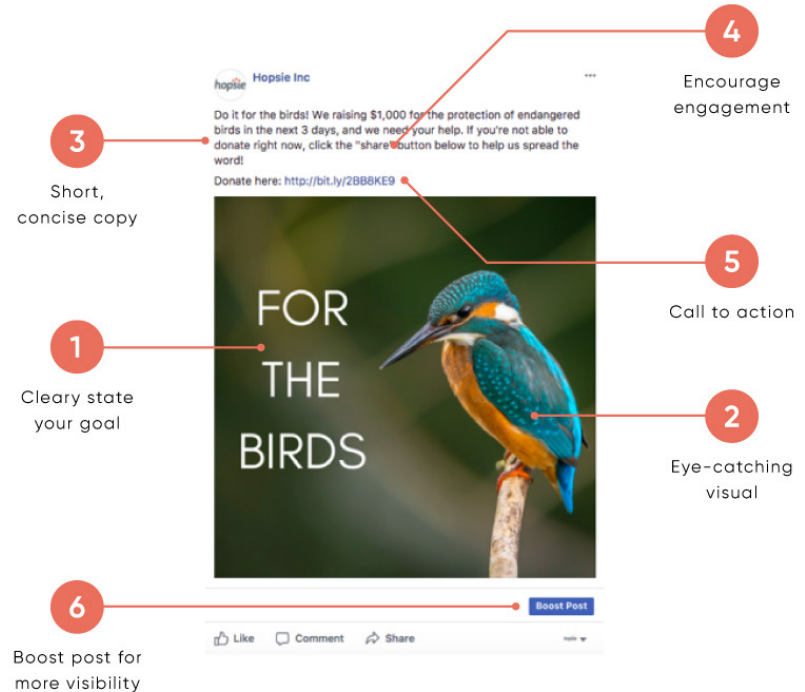 4
Encourage
engagement
hopsie
Hopsie Inc
Do it for the birds! We raising $1,000 for the protection of endangered
birds in the next 3 days, and we need your help. If you're not able to
donate right now, click the "share" button below to help us spread the
word!
Donate here: http://bit.ly/2BB8KE9
3
Short,
concise copy
5
Call to action
FOR
THE
BIRDS
1
Cleary state
your goal
2
Eye-catching
visual
6
Boost post for
more visibility
Boost Post
Like Comment Share